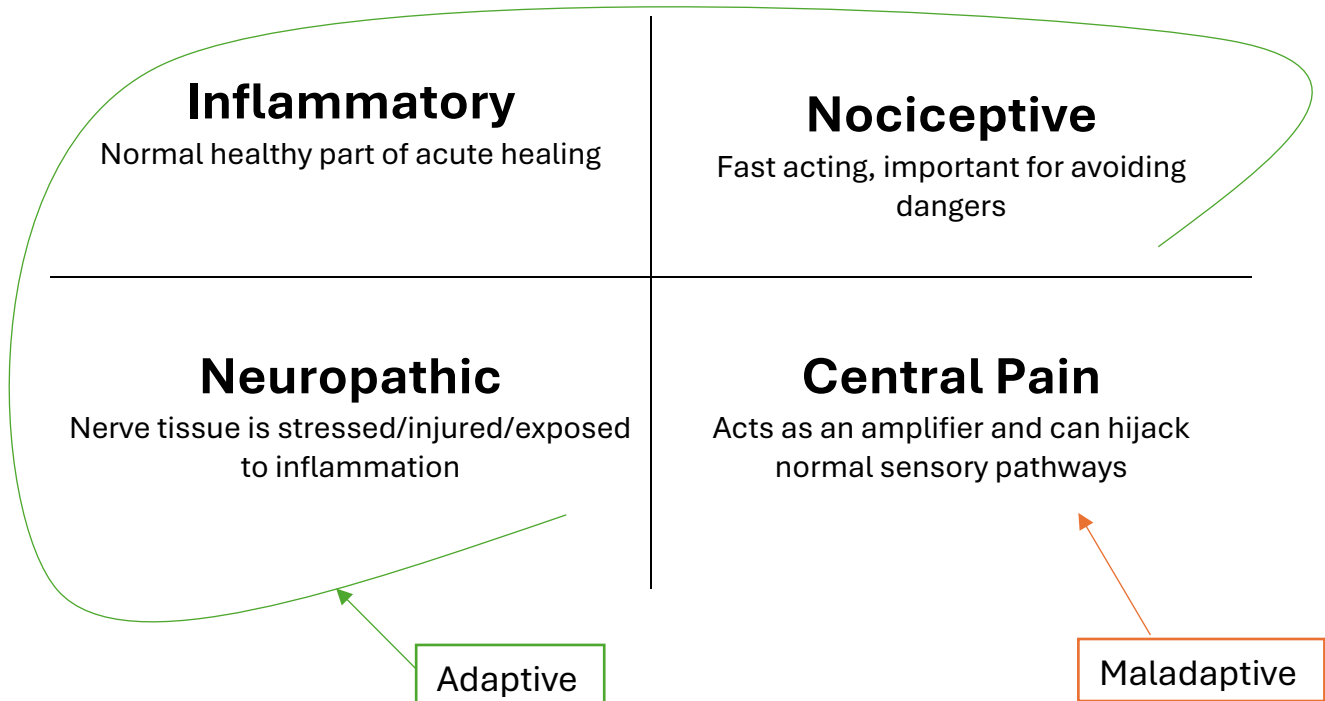 Inflammatory
Normal healthy part of acute healing
Nociceptive
Fast acting, important for avoiding
dangers
Neuropathic
Nerve tissue is stressed/injured/exposed
to inflammation
Central Pain
Acts as an amplifier and can hijack
normal sensory pathways
Adaptive
Maladaptive